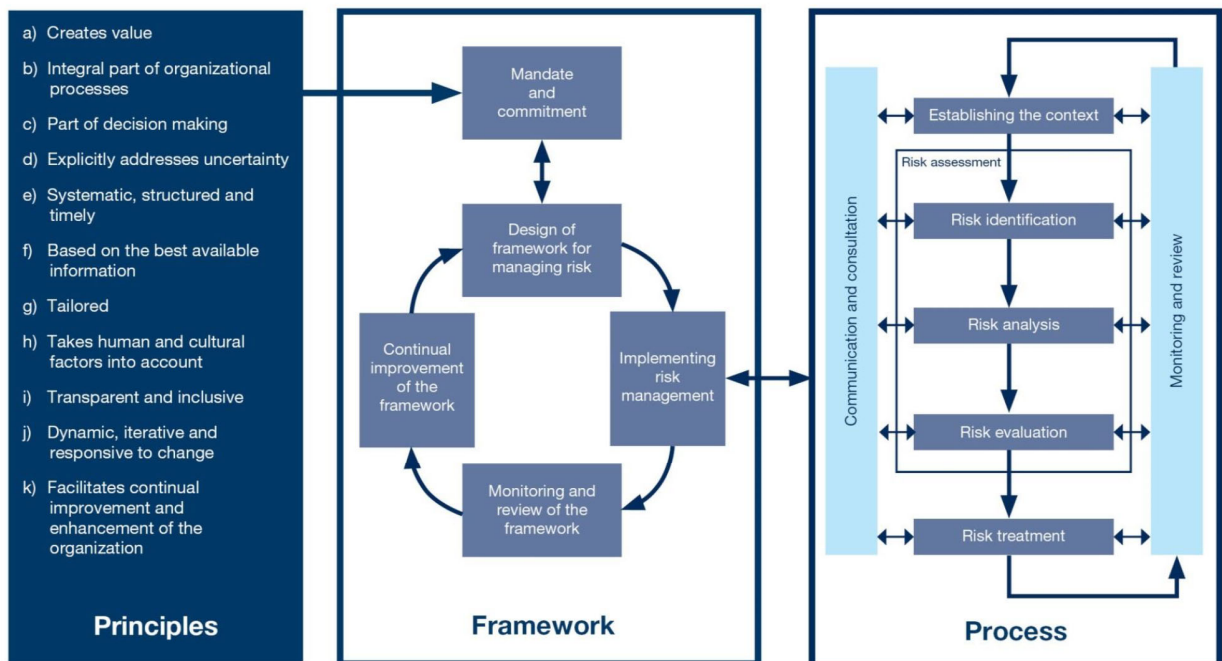 a) Creates value
b) Integral part of organizational
processes
c) Part of decision making
d) Explicitly addresses uncertainty
e) Systematic, structured and
timely
f) Based on the best available
information
g) Tailored
h) Takes human and cultural
factors into account
i) Transparent and inclusive
j) Dynamic, iterative and
responsive to change
k) Facilitates continual
improvement and
enhancement of the
organization
Principles
Mandate
and
commitment
Design of
framework for
managing risk
Implementing
risk
management
Monitoring and
review of the
framework
Continual
improvement
of the
framework
Framework
Communication and consultation
Establishing the context
Risk assessment
Risk identification
Risk analysis
Risk evaluation
Risk treatment
Monitoring and review
Process